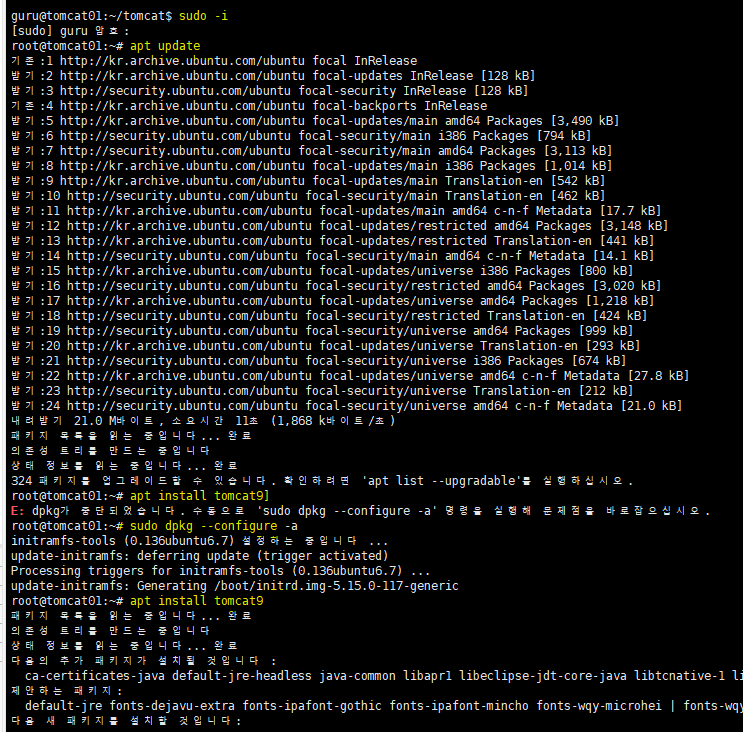 guru@tomcat01:~/tomcat$ sudo -i
[sudo] guru 암호:
root@tomcat01:~# apt update
기존:1 http://kr.archive.ubuntu.com/ubuntu focal InRelease
받기:2 http://kr.archive.ubuntu.com/ubuntu focal-updates InRelease [128 kB]
받기:3 http://security.ubuntu.com/ubuntu focal-security InRelease [128 kB]
기존:4 http://kr.archive.ubuntu.com/ubuntu focal-backports InRelease
받기:5 http://kr.archive.ubuntu.com/ubuntu focal-updates/main amd64 Packages [3,490 kB]
받기:6 http://security.ubuntu.com/ubuntu focal-security/main i386 Packages [794 kB]
받기:7 http://security.ubuntu.com/ubuntu focal-security/main amd64 Packages [3,113 kB]
받기:8 http://kr.archive.ubuntu.com/ubuntu focal-updates/main i386 Packages [1,014 kB]
받기:9 http://kr.archive.ubuntu.com/ubuntu focal-updates/main Translation-en [542 kB]
받기:10 http://security.ubuntu.com/ubuntu focal-security/main Translation-en [462 kB]
받기:11 http://kr.archive.ubuntu.com/ubuntu focal-updates/main amd64 c-n-f Metadata [17.7 kB]
받기:12 http://kr.archive.ubuntu.com/ubuntu focal-updates/restricted amd64 Packages [3,148 kB]
받기:13 http://kr.archive.ubuntu.com/ubuntu focal-updates/restricted Translation-en [441 kB]
받기:14 http://security.ubuntu.com/ubuntu focal-security/main amd64 c-n-f Metadata [14.1 kB]
받기:15 http://kr.archive.ubuntu.com/ubuntu focal-updates/universe i386 Packages [800 kB]
받기:16 http://security.ubuntu.com/ubuntu focal-security/restricted amd64 Packages [3,020 kB]
받기:17 http://kr.archive.ubuntu.com/ubuntu focal-updates/universe amd64 Packages [1,218 kB]
받기:18 http://security.ubuntu.com/ubuntu focal-security/restricted Translation-en [424 kB]
받기:19 http://security.ubuntu.com/ubuntu focal-security/universe amd64 Packages [999 kB]
받기:20 http://kr.archive.ubuntu.com/ubuntu focal-updates/universe Translation-en [293 kB]
받기:21 http://security.ubuntu.com/ubuntu focal-security/universe i386 Packages [674 kB]
받기:22 http://kr.archive.ubuntu.com/ubuntu focal-updates/universe amd64 c-n-f Metadata [27.8 kB]
받기:23 http://security.ubuntu.com/ubuntu focal-security/universe Translation-en [212 kB]
받기:24 http://security.ubuntu.com/ubuntu focal-security/universe amd64 c-n-f Metadata [21.0 kB]
내려받기 21.0 M바이트, 소요시간 11초 (1,868 k바이트/초)
패키지 목록을 읽는 중입니다... 완료
의존성 트리를 만드는 중입니다
상태 정보를 읽는 중입니다... 완료
324 패키지를 업그레이드할 수 있습니다. 확인하려면 'apt list --upgradable'를 실행하십시오.
root@tomcat01:~# apt install tomcat9]
E: dpkg가 중단되었습니다. 수동으로 'sudo dpkg --configure -a' 명령을 실행해 문제점을 바로잡으십시오.
root@tomcat01:~# sudo dpkg --configure -a
initramfs-tools (0.136ubuntu6.7) 설정하는 중입니다 ...
update-initramfs: deferring update (trigger activated)
Processing triggers for initramfs-tools (0.136ubuntu6.7) ...
update-initramfs: Generating /boot/initrd.img-5.15.0-117-generic
root@tomcat01:~# apt install tomcat9
패키지 목록을 읽는 중입니다... 완료
의존성 트리를 만드는 중입니다
상태 정보를 읽는 중입니다... 완료
다음의 추가 패키지가 설치될 것입니다 :
ca-certificates-java default-jre-headless java-common libapr1 libeclipse-jdt-core-java libtcnative-1 li
제안하는 패키지:
default-jre fonts-dejavu-extra fonts-ipafont-gothic fonts-ipafont-mincho fonts-wqy-microhei | fonts-wqy
다음 새 패키지를 설치할 것입니다: